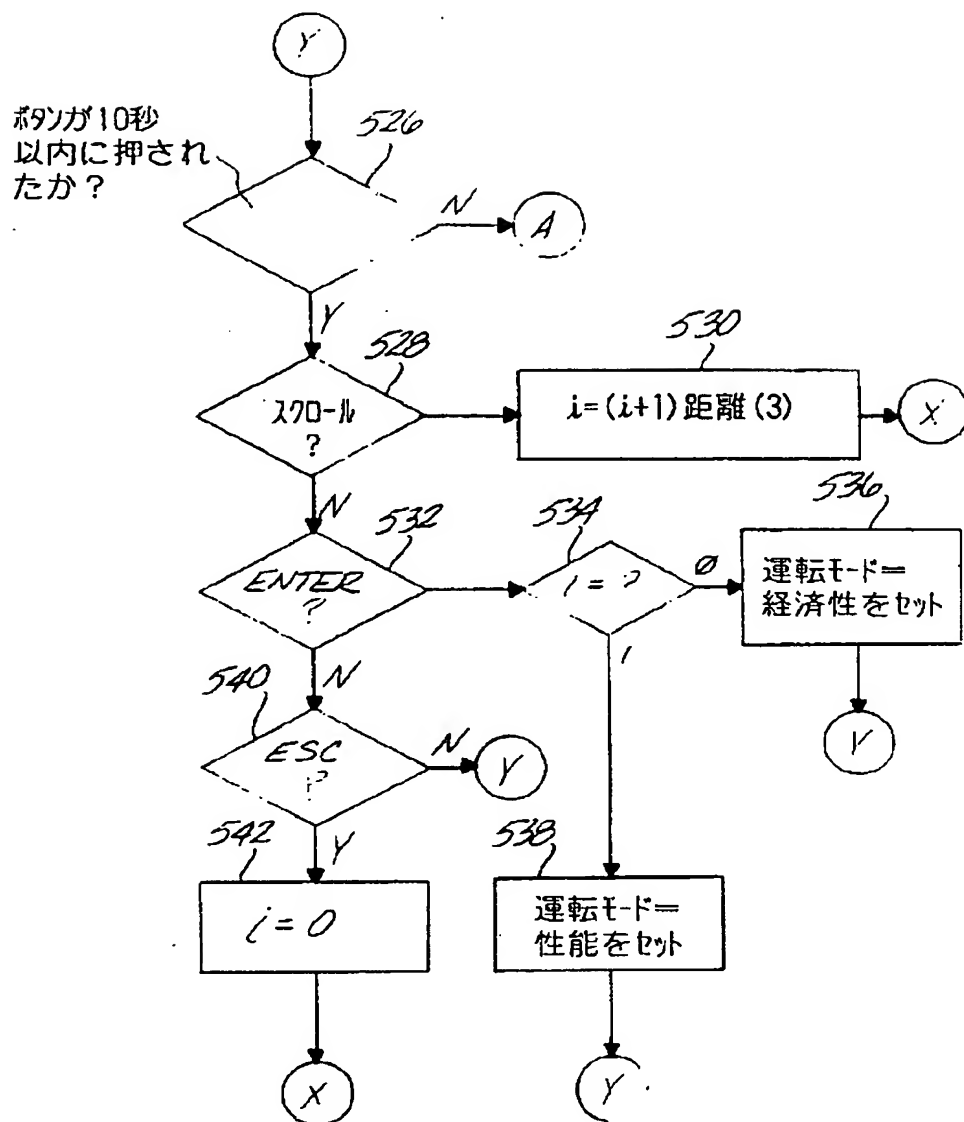 Y
ボタンが10秒
以内に押され
たか？
526
N
A
Y
528
スクロール
?
530
i=(i+1)距離(3)
X
N
532
ENTER
?
534
i=?
0
536
運転モード=
経済性をセット
Y
1
N
540
ESC
?
N
Y
Y
542
i=0
X
538
運転モード=
性能をセット
Y